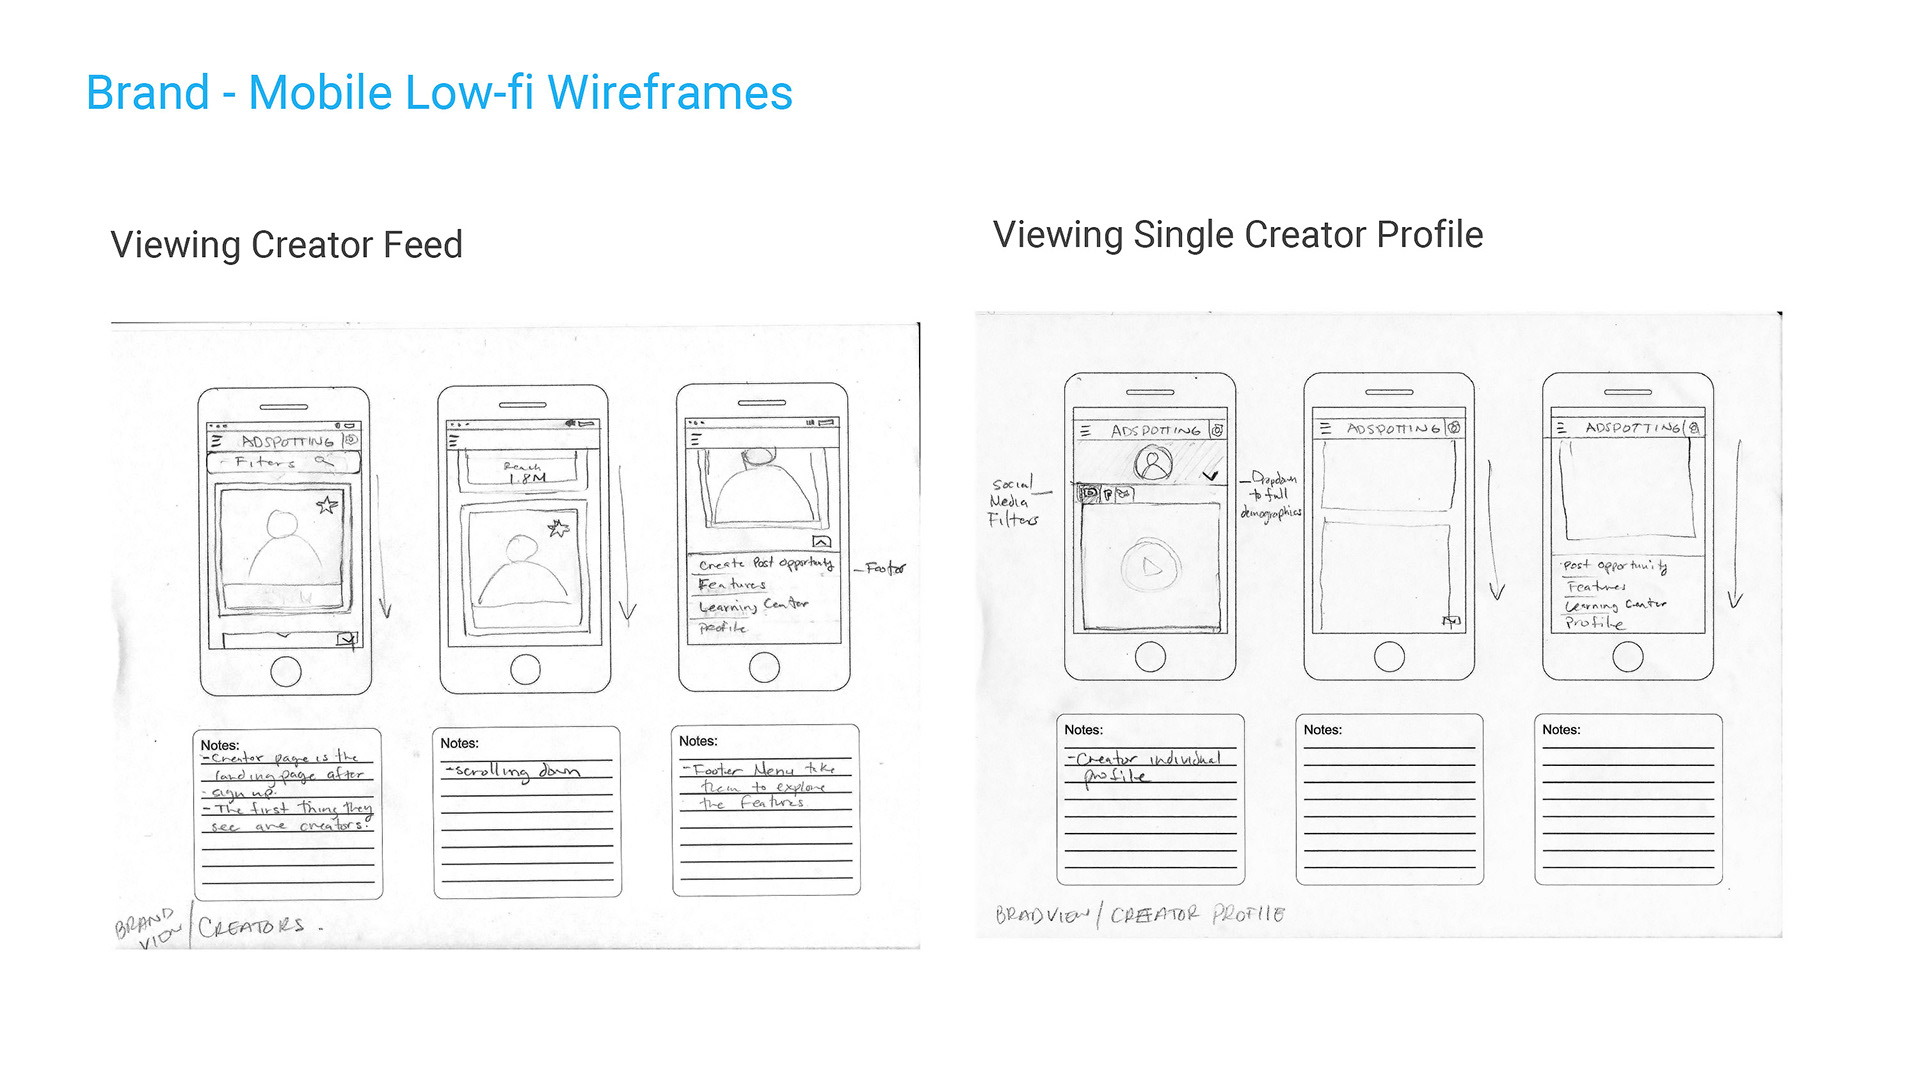 Brand - Mobile Low-fi Wireframes
Viewing Creator Feed
ADSPOTTING
- Fiters
Reach
1.8M
Create Post Opportunity
Features
Learning Center
Profile
- Footer
Notes:
- Creator page is the
landing page after
sign up.
- The first thing they
see are creators.
Notes:
- scrolling down
Notes:
- Footer Menu take
them to explore
the Features
BRAND
VIEW / CREATORS.
Viewing Single Creator Profile
Social
Media
Filters
ADSPOTTING
- Dropdown
to full
demographics
ADSPOTTING
ADSPOTTING
Post opportunity
Features
Learning Center
Profile
Notes:
- Creator individual
profile
Notes:
Notes:
BRADVIEW / CREATOR PROFILE